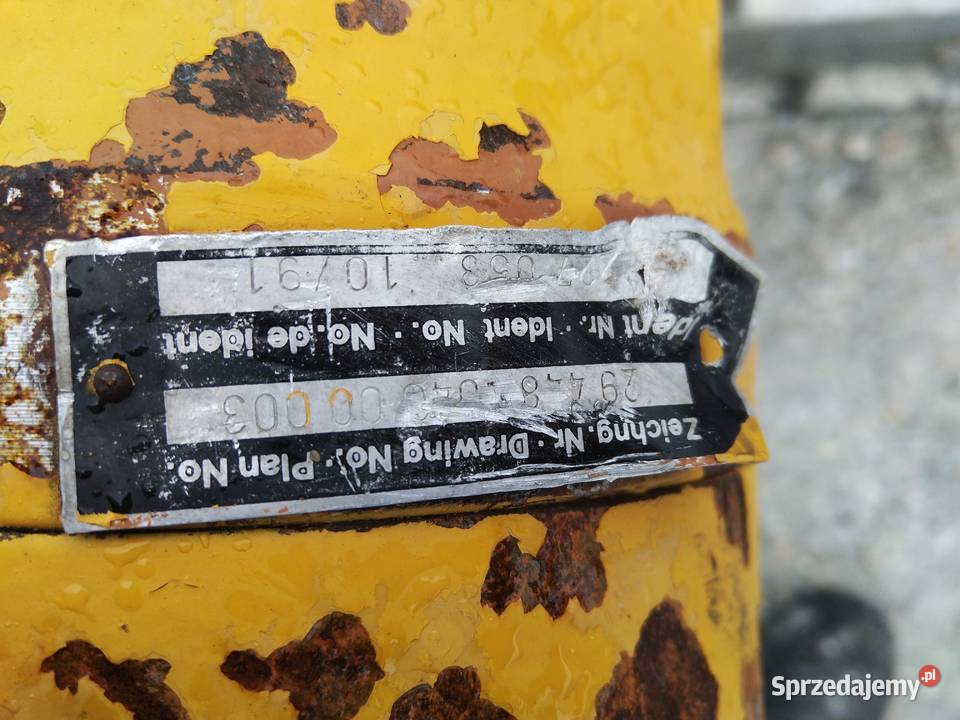 Zeichng. Nr. · Drawing No. · Plan No.
00 003
Ident Nr. · Ident No. · No. de ident
053 10/91
Sprzedajemy.pl